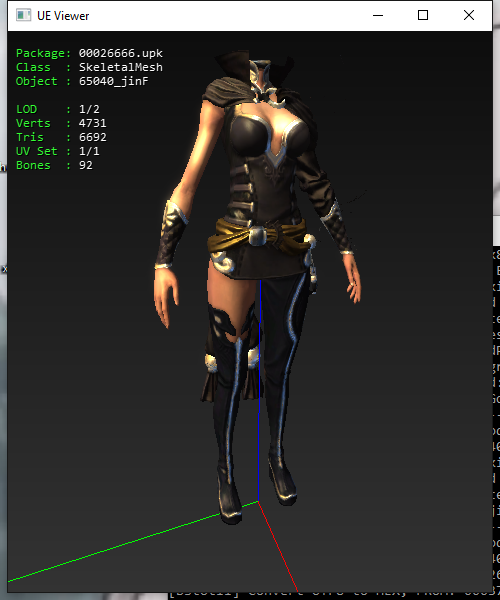 UE Viewer
Package: 00026666.upk
Class : SkeletalMesh
Object : 65040_jinF
LOD : 1/2
Verts : 4731
Tris : 6692
UV Set : 1/1
Bones : 92